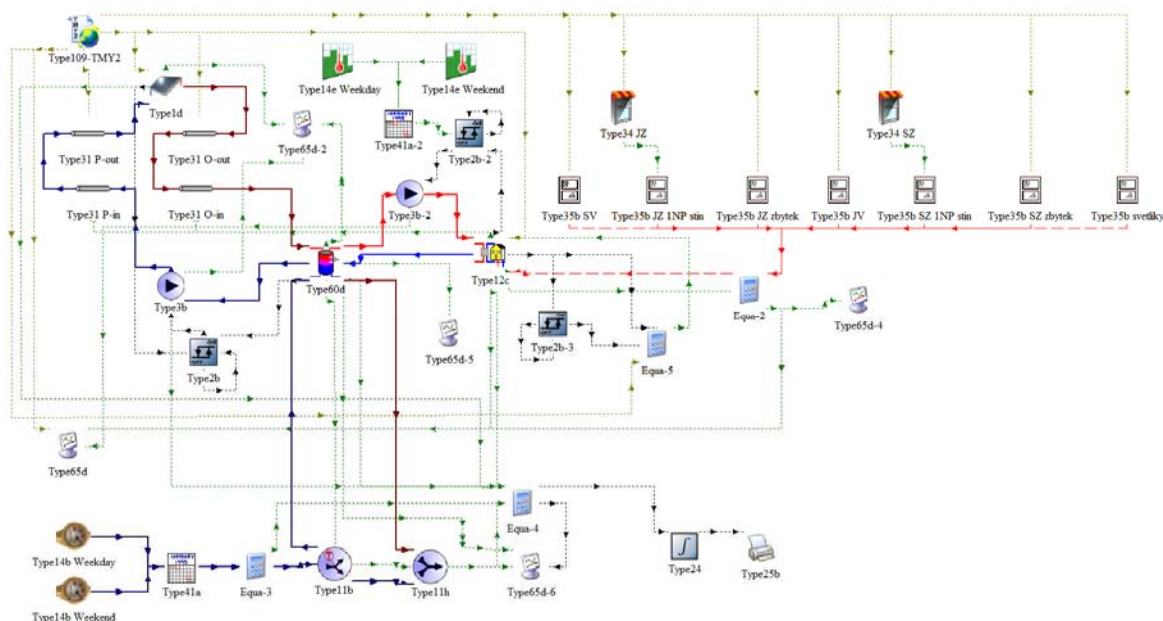 Type109-TMY2
Type14e Weekday
Type14e Weekend
Type1d
Type65d-2
Type41a-2
Type2b-2
Type34 JZ
Type34 SZ
Type31 P-out
Type31 O-out
Type31 P-in
Type31 O-in
Type3b-2
Type35b SV
Type35b JZ 1NP stin
Type35b JZ zbytek
Type35b JV
Type35b SZ 1NP stin
Type35b SZ zbytek
Type35b svetliky
Type60d
Type12c
Type3b
Equa-2
Type65d-4
Type65d-5
Type2b-3
Equa-5
Type2b
Type65d
Equa-4
Type14b Weekday
Type24
Type25b
Type41a
Equa-3
Type11b
Type11h
Type65d-6
Type14b Weekend